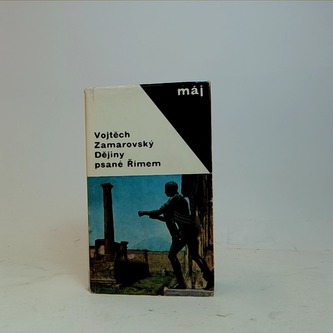 máj
Vojtěch
Zamarovský
Dějiny
psané Římem